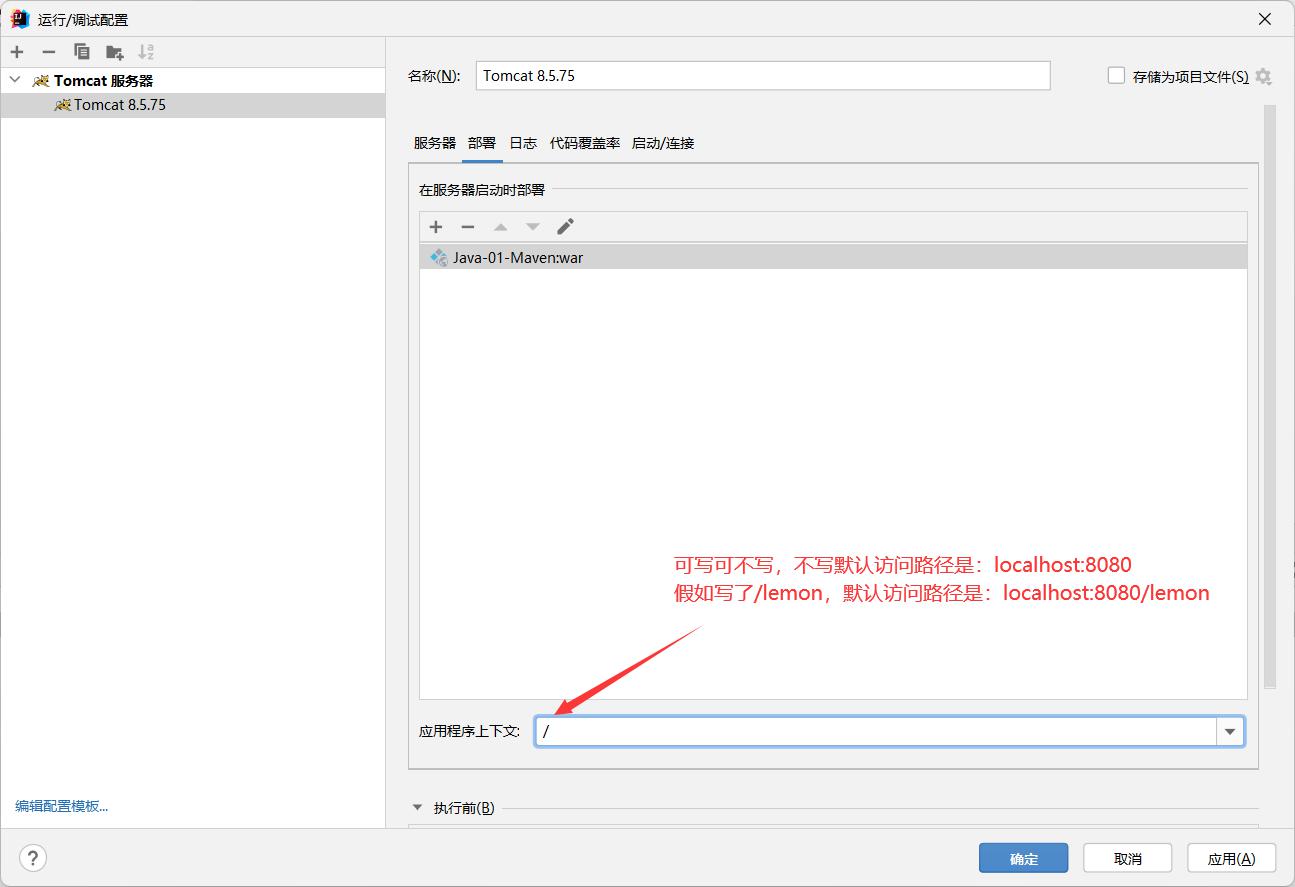 运行/调试配置
Tomcat 服务器
Tomcat 8.5.75
名称(N):
Tomcat 8.5.75
存储为项目文件(S)
服务器 部署 日志 代码覆盖率 启动/连接
在服务器启动时部署
Java-01-Maven:war
可写可不写，不写默认访问路径是：localhost:8080
假如写了/lemon，默认访问路径是：localhost:8080/lemon
应用程序上下文:
/
编辑配置模板...
执行前(B)
?
确定
取消
应用(A)